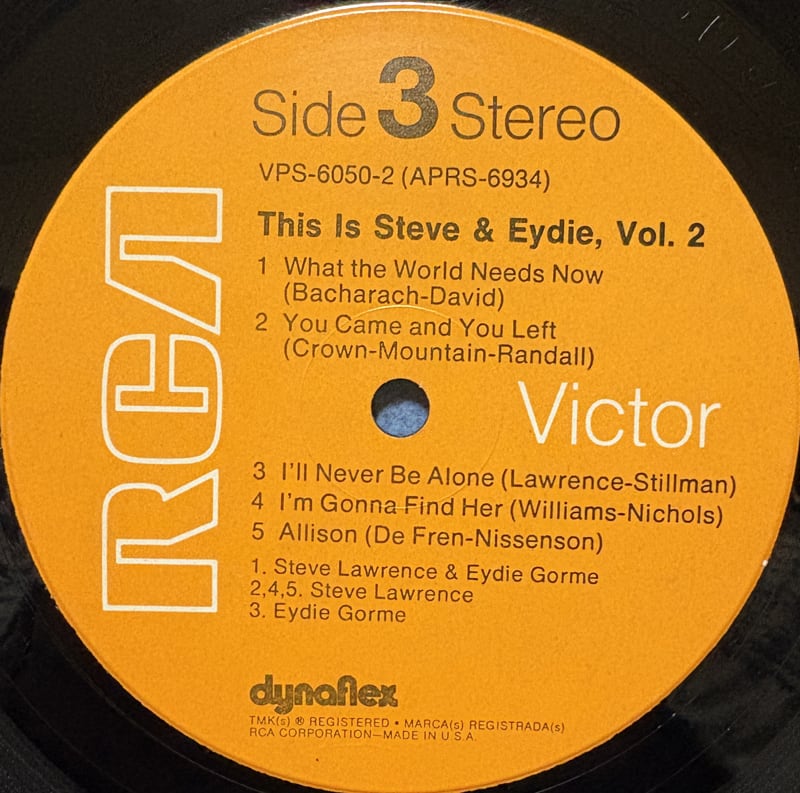 Side 3 Stereo
VPS-6050-2 (APRS-6934)
This Is Steve & Eydie, Vol. 2
1 What the World Needs Now
(Bacharach-David)
2 You Came and You Left
(Crown-Mountain-Randall)
RCA
Victor
3 I'll Never Be Alone (Lawrence-Stillman)
4 I'm Gonna Find Her (Williams-Nichols)
5 Allison (De Fren-Nissenson)
1. Steve Lawrence & Eydie Gorme
2,4,5. Steve Lawrence
3. Eydie Gorme
dynaflex
TMK(s) ® REGISTERED • MARCA(s) REGISTRADA(s)
RCA CORPORATION—MADE IN U.S.A.